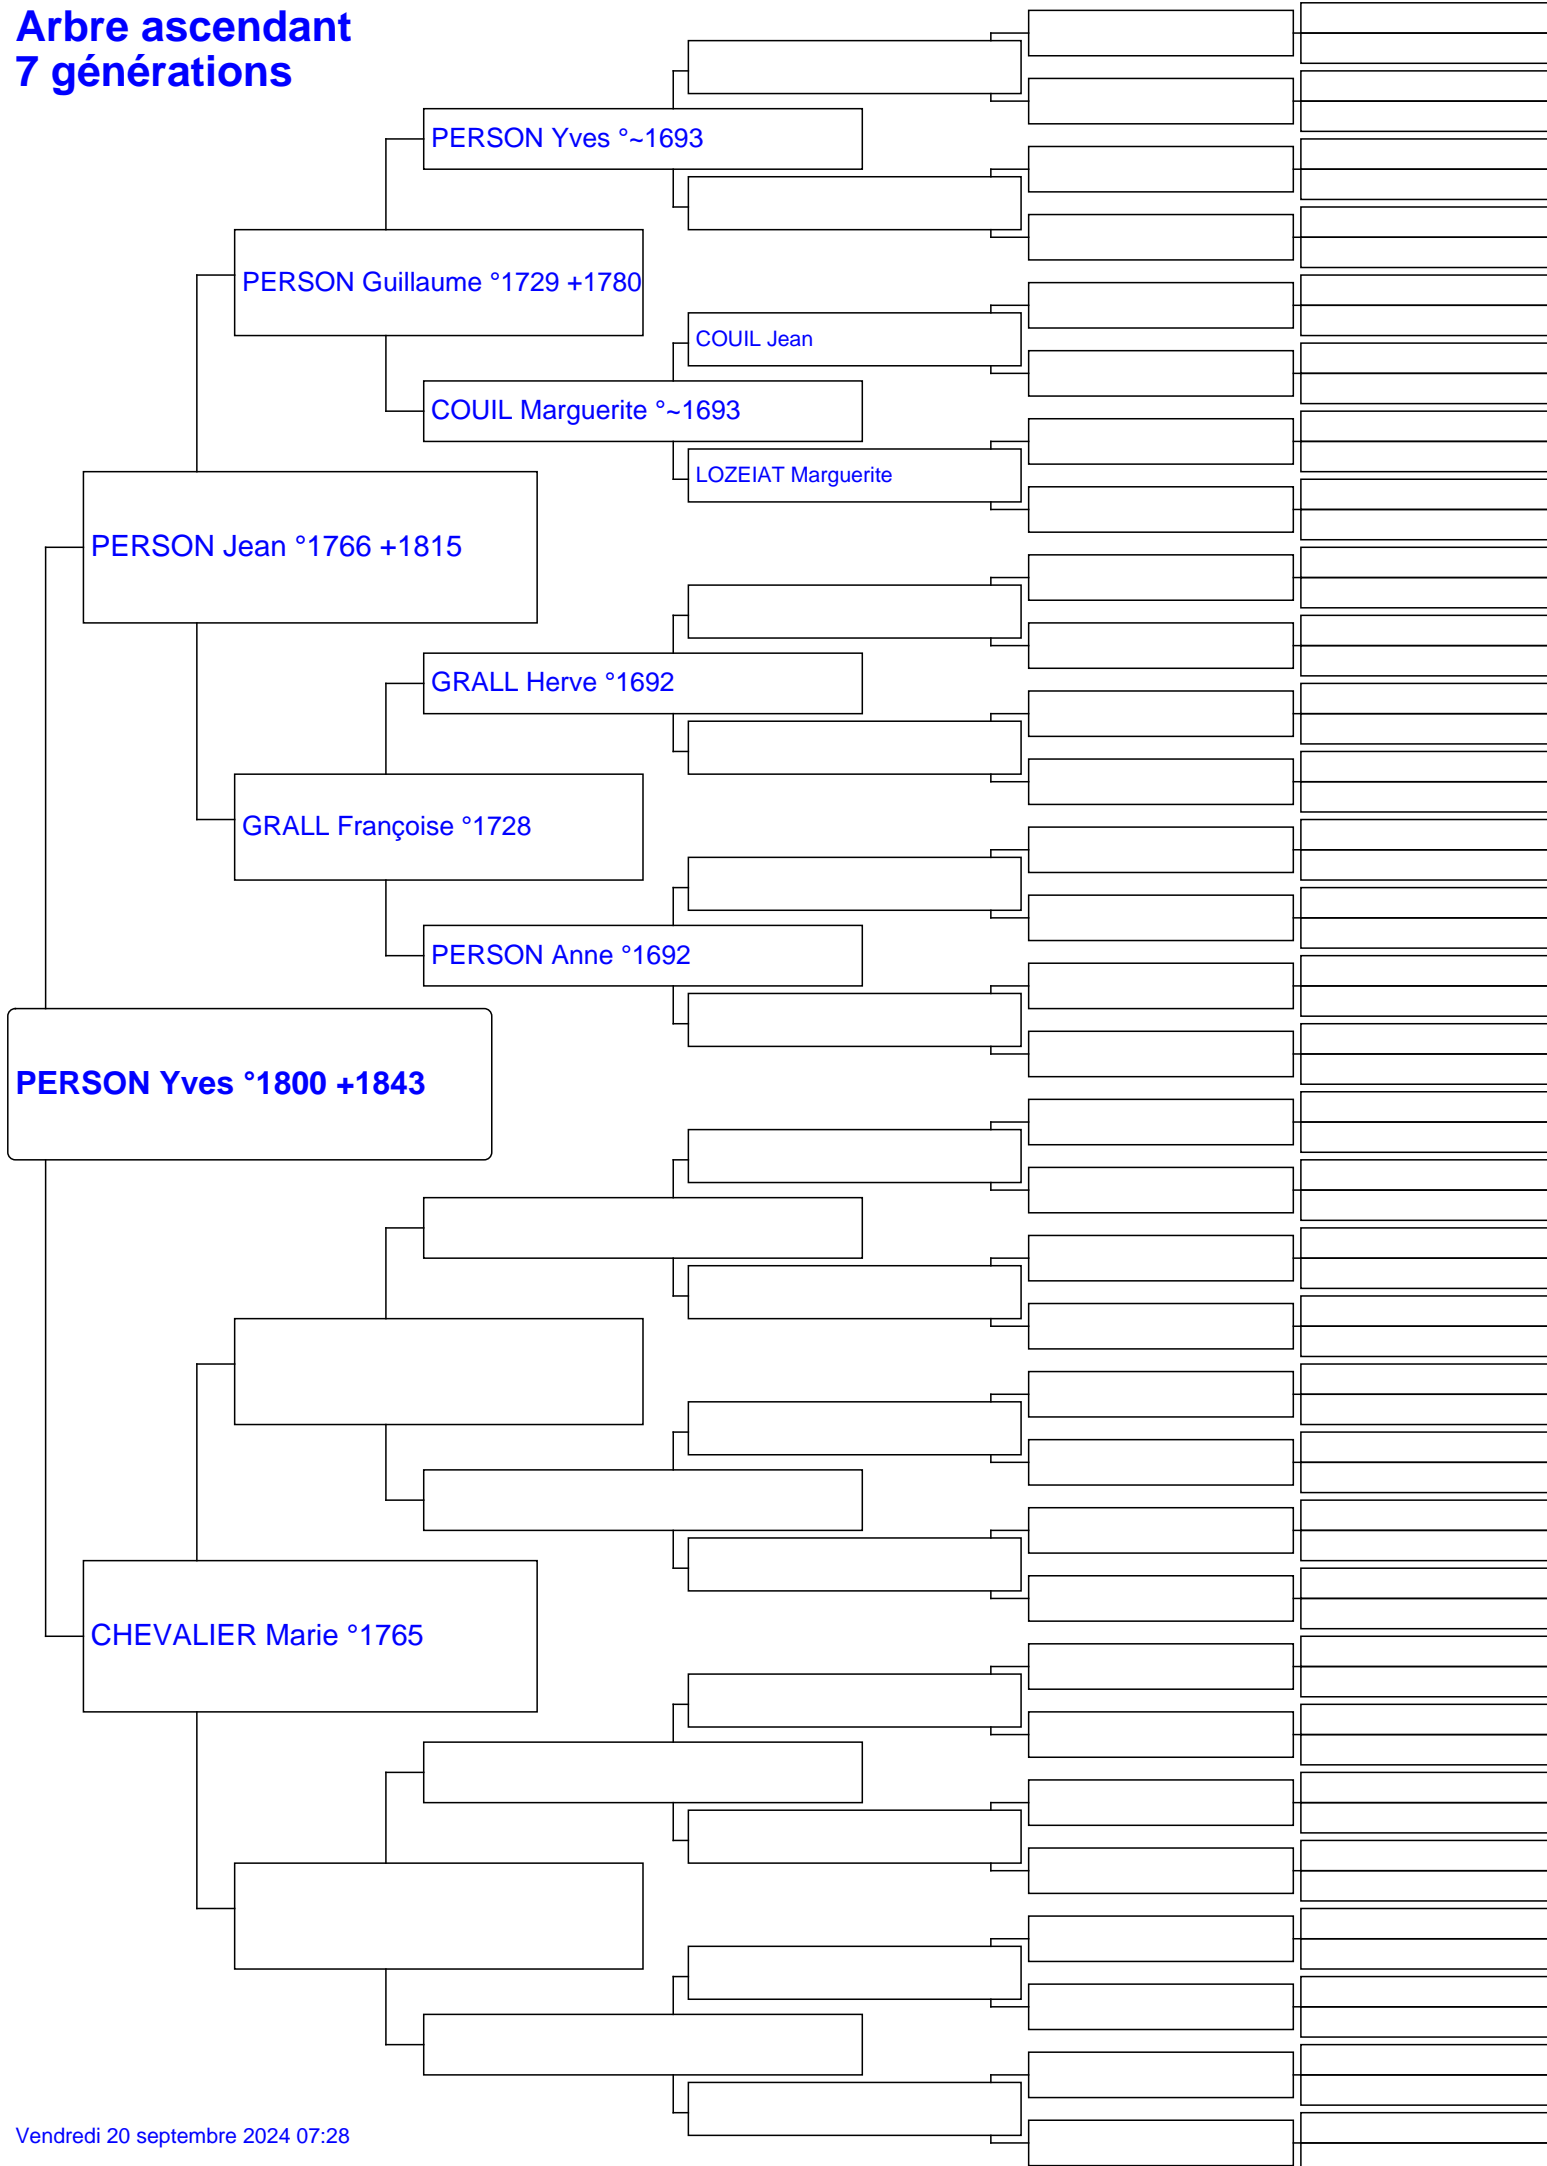 Arbre ascendant
7 générations
PERSON Yves °~1693
PERSON Guillaume °1729 +1780
COUIL Jean
COUIL Marguerite °~1693
LOZEIAT Marguerite
PERSON Jean °1766 +1815
GRALL Herve °1692
GRALL Françoise °1728
PERSON Anne °1692
PERSON Yves °1800 +1843
CHEVALIER Marie °1765
Vendredi 20 septembre 2024 07:28